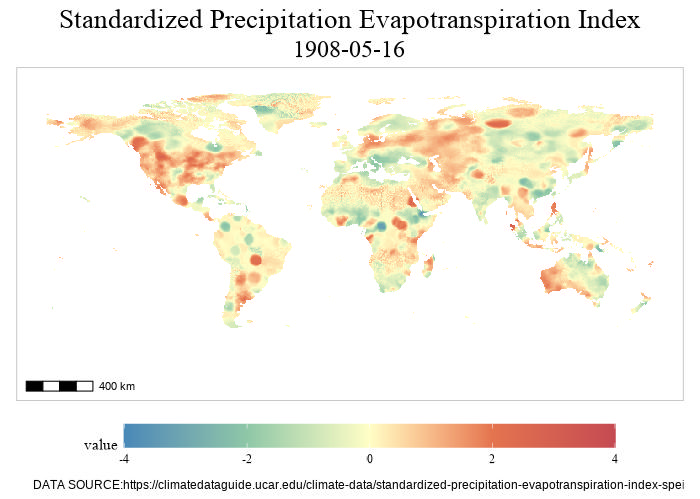 Standardized Precipitation Evapotranspiration Index
1908-05-16
400 km
value
-4 -2 0 2 4
DATA SOURCE:https://climatedataguide.ucar.edu/climate-data/standardized-precipitation-evapotranspiration-index-spei